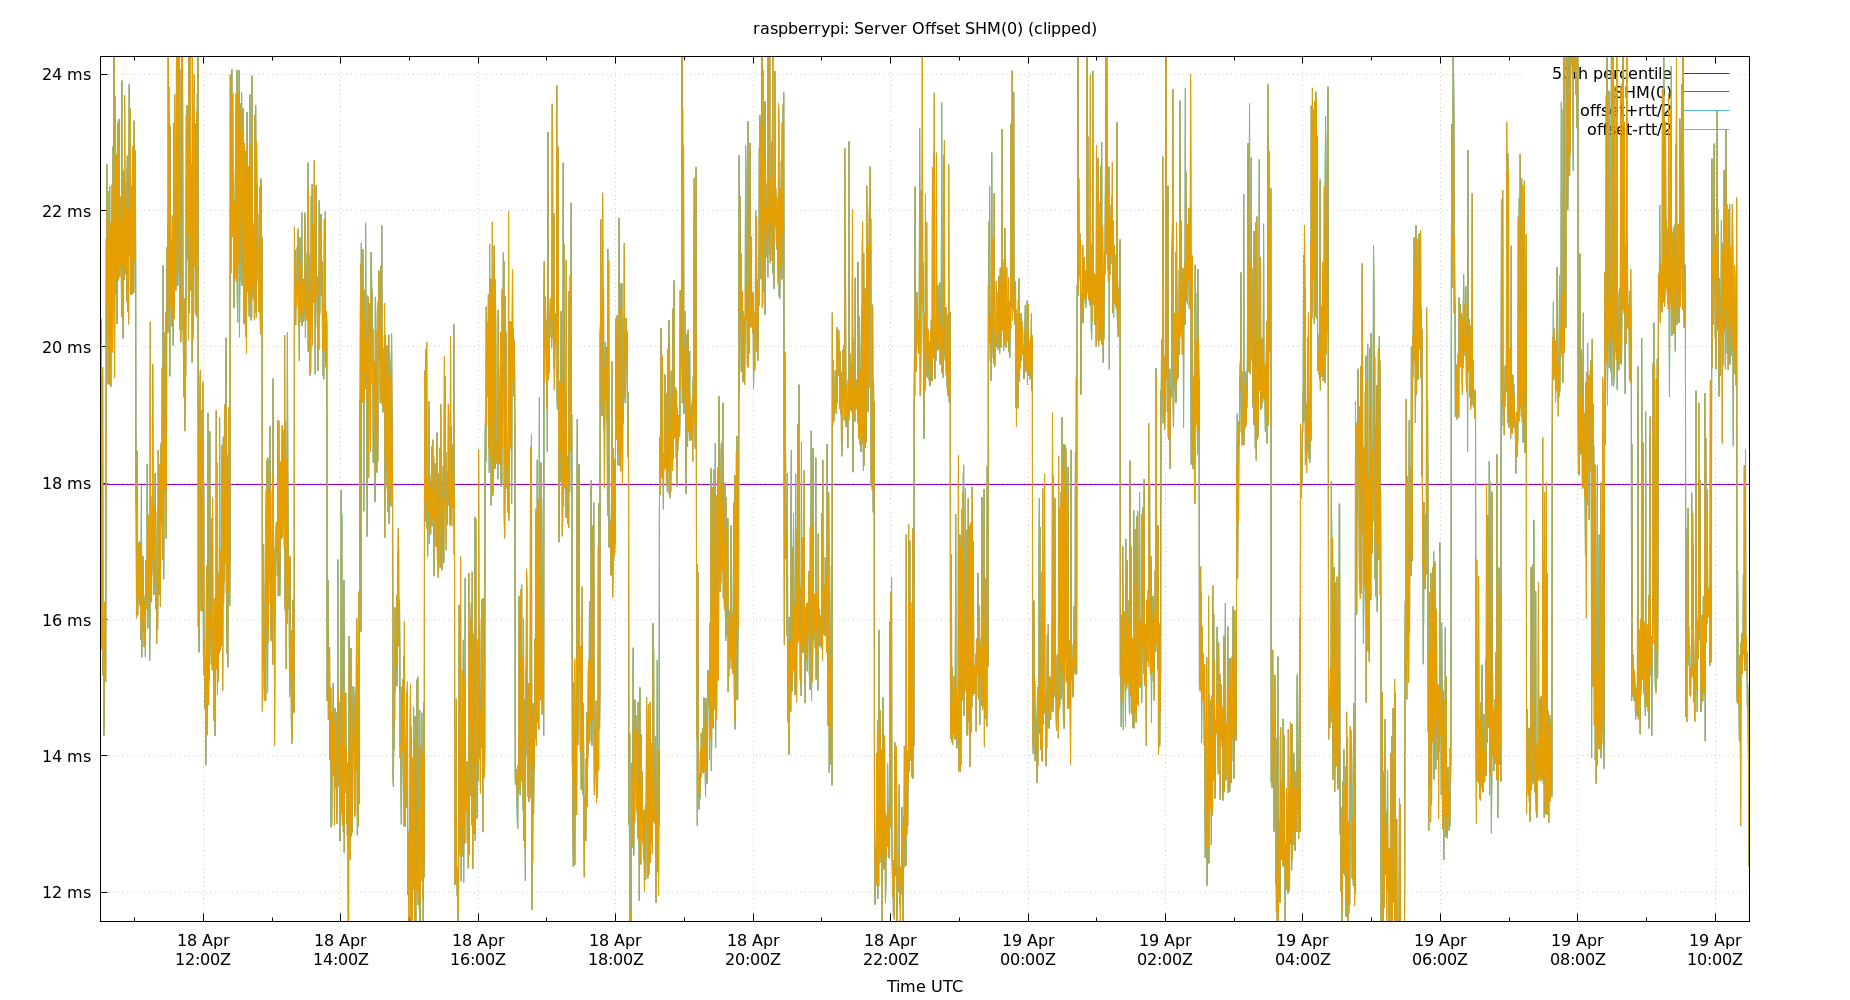 raspberrypi: Server Offset SHM(0) (clipped)
24 ms
22 ms
20 ms
18 ms
16 ms
14 ms
12 ms
50th percentile
SHM(0)
offset+rtt/2
offset-rtt/2
18 Apr
12:00Z
18 Apr
14:00Z
18 Apr
16:00Z
18 Apr
18:00Z
18 Apr
20:00Z
18 Apr
22:00Z
19 Apr
00:00Z
19 Apr
02:00Z
19 Apr
04:00Z
19 Apr
06:00Z
19 Apr
08:00Z
19 Apr
10:00Z
Time UTC